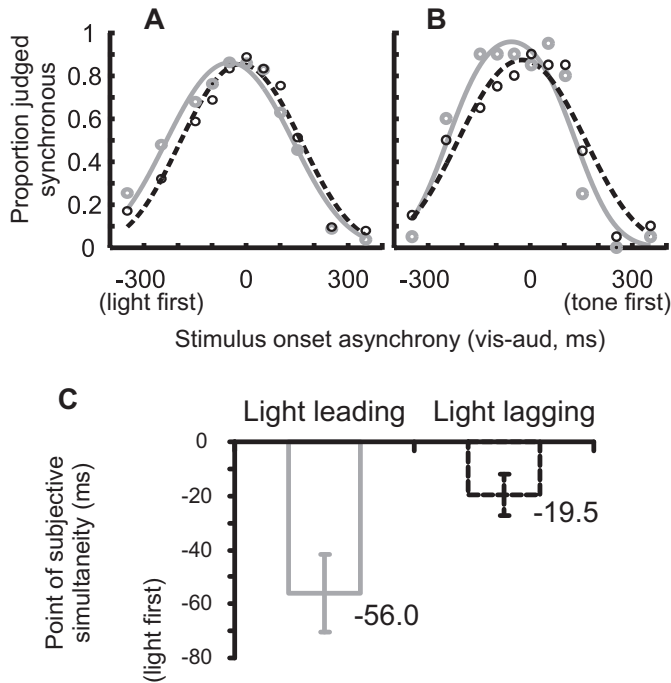 A
B
Proportion judged
synchronous
1
0.8
0.6
0.4
0.2
0
-300
0
300
-300
0
300
(light first)
(tone first)
Stimulus onset asynchrony (vis-aud, ms)
C
Light leading
Light lagging
Point of subjective
simultaneity (ms)
(light first)
0
-20
-40
-60
-80
-19.5
-56.0